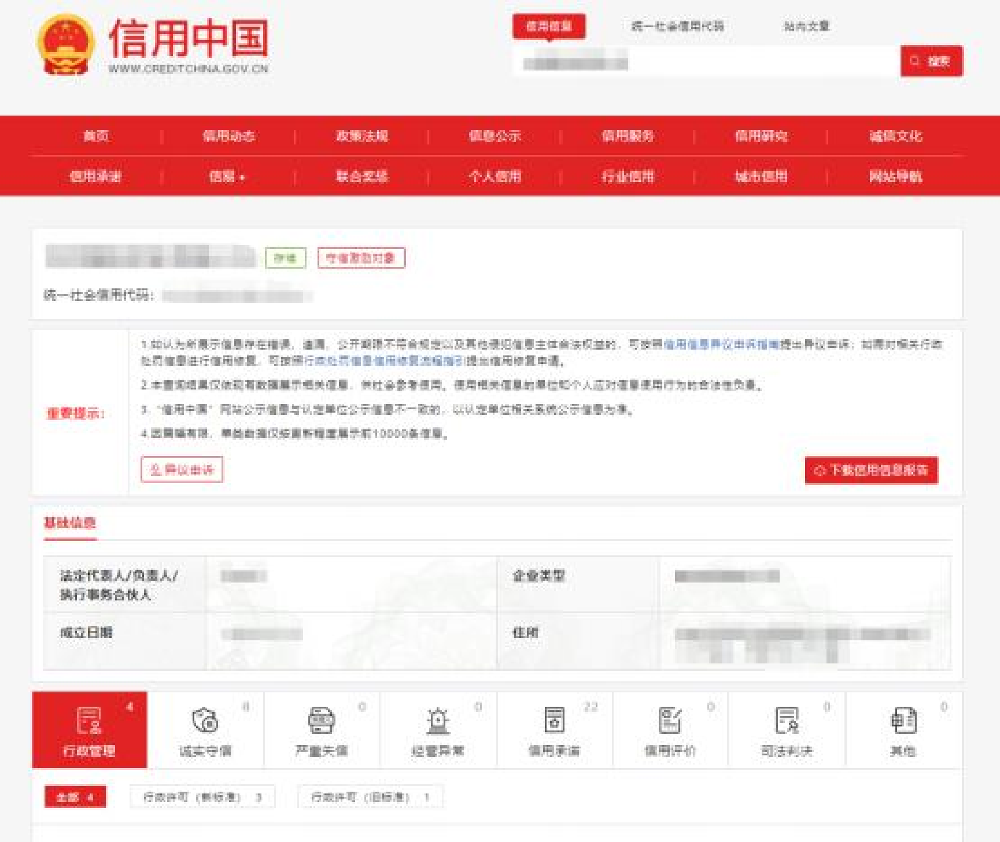 信用中国
WWW.CREDITCHINA.GOV.CN
信用信息 统一社会信用代码 站内文章
搜索
首页 信用动态 政策法规 信息公示 信用服务 信用研究 诚信文化
信用承诺 信易+ 联合奖惩 个人信用 行业信用 城市信用 网站导航
存续 守信激励对象
统一社会信用代码:
重要提示:
1.如认为所展示信息存在错误、遗漏、公开期限不符合规定以及其他侵犯信息主体合法权益的,可按照信用信息异议申诉指南提出异议申诉;如需对相关行政
处罚信息进行信用修复,可按照行政处罚信息信用修复流程指引提出信用修复申请。
2.本查询结果仅依现有数据展示相关信息,供社会参考使用。使用相关信息的单位和个人应对信息使用行为的合法性负责。
3.“信用中国”网站公示信息与认定单位公示信息不一致的,以认定单位相关系统公示信息为准。
4.因篇幅有限,单类数据仅按更新程度展示前10000条信息。
异议申诉 下载信用信息报告
基础信息
法定代表人/负责人/
执行事务合伙人
企业类型
成立日期 住所
4 0 0 22 0 0 0
行政管理 诚实守信 严重失信 经营异常 信用承诺 信用评价 司法判决 其他
全部 4 行政许可(新标准) 3 行政许可(旧标准) 1